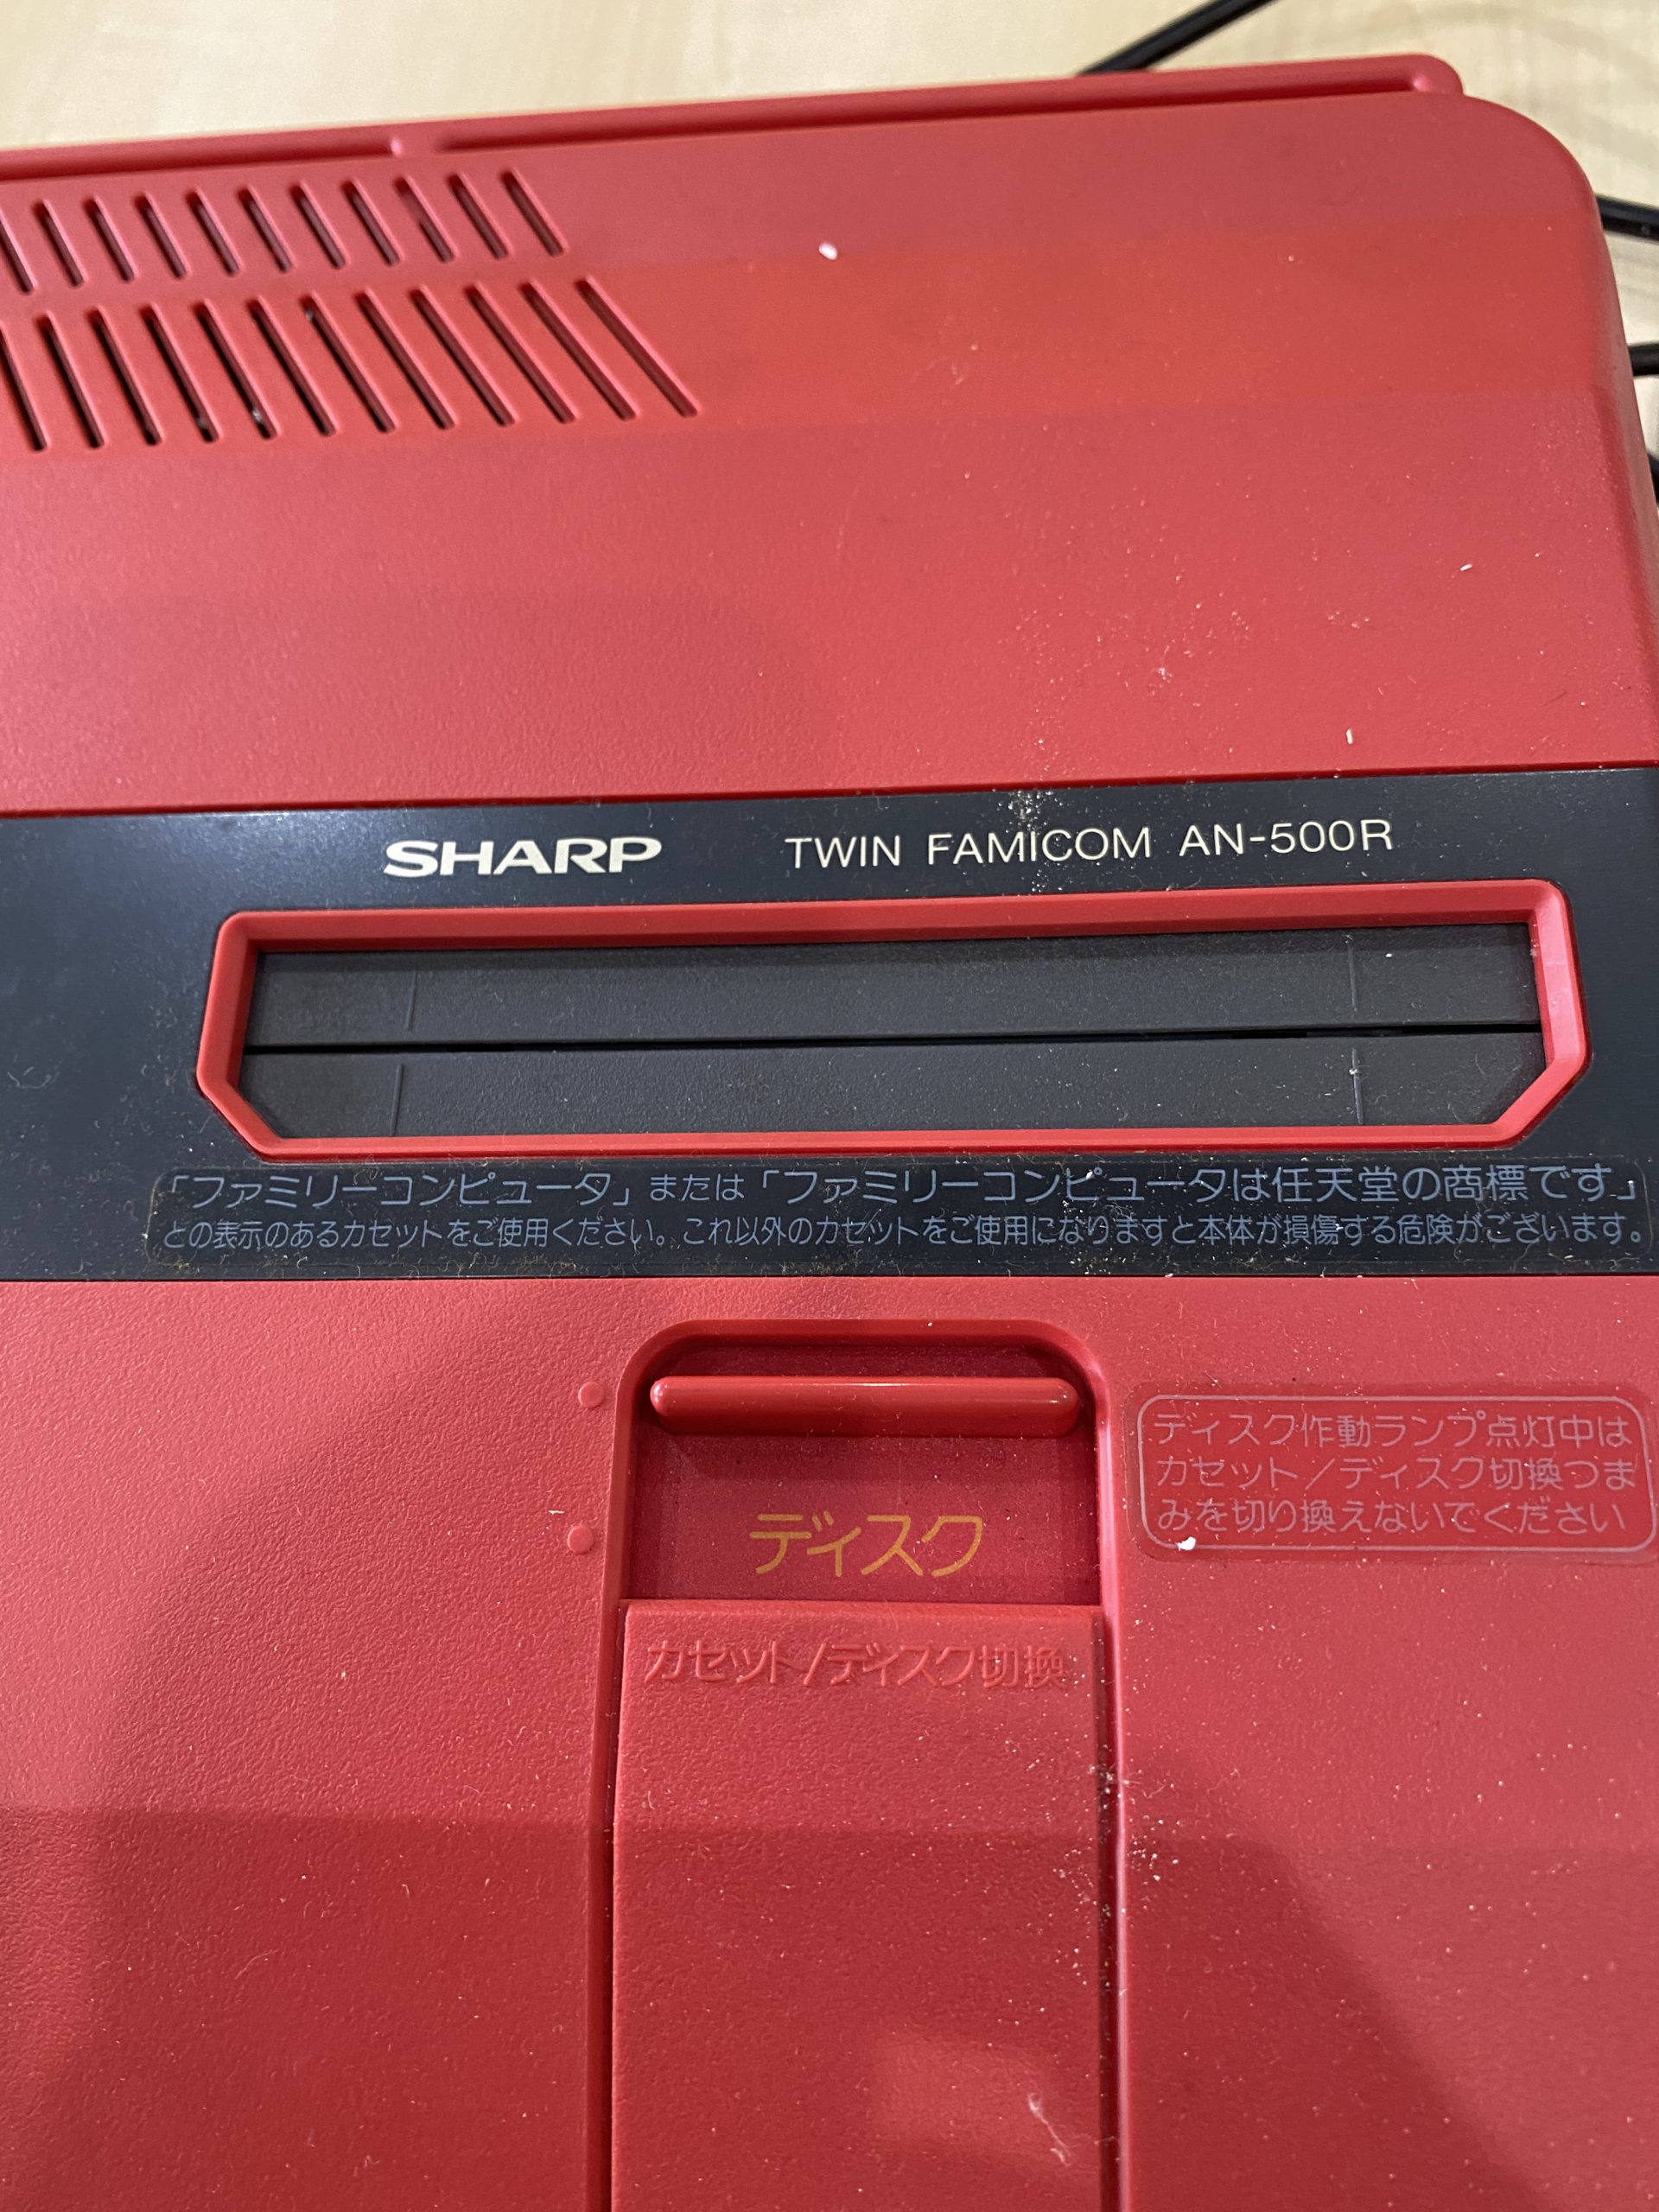 SHARP TWIN FAMICOM AN-500R
「ファミリーコンピュータ」または「ファミリーコンピュータは任天堂の商標です」
との表示のあるカセットをご使用ください。これ以外のカセットをご使用になりますと本体が損傷する危険がございます。
ディスク作動ランプ点灯中は
カセット／ディスク切換つま
みを切り換えないでください
ディスク
カセット/ディスク切換